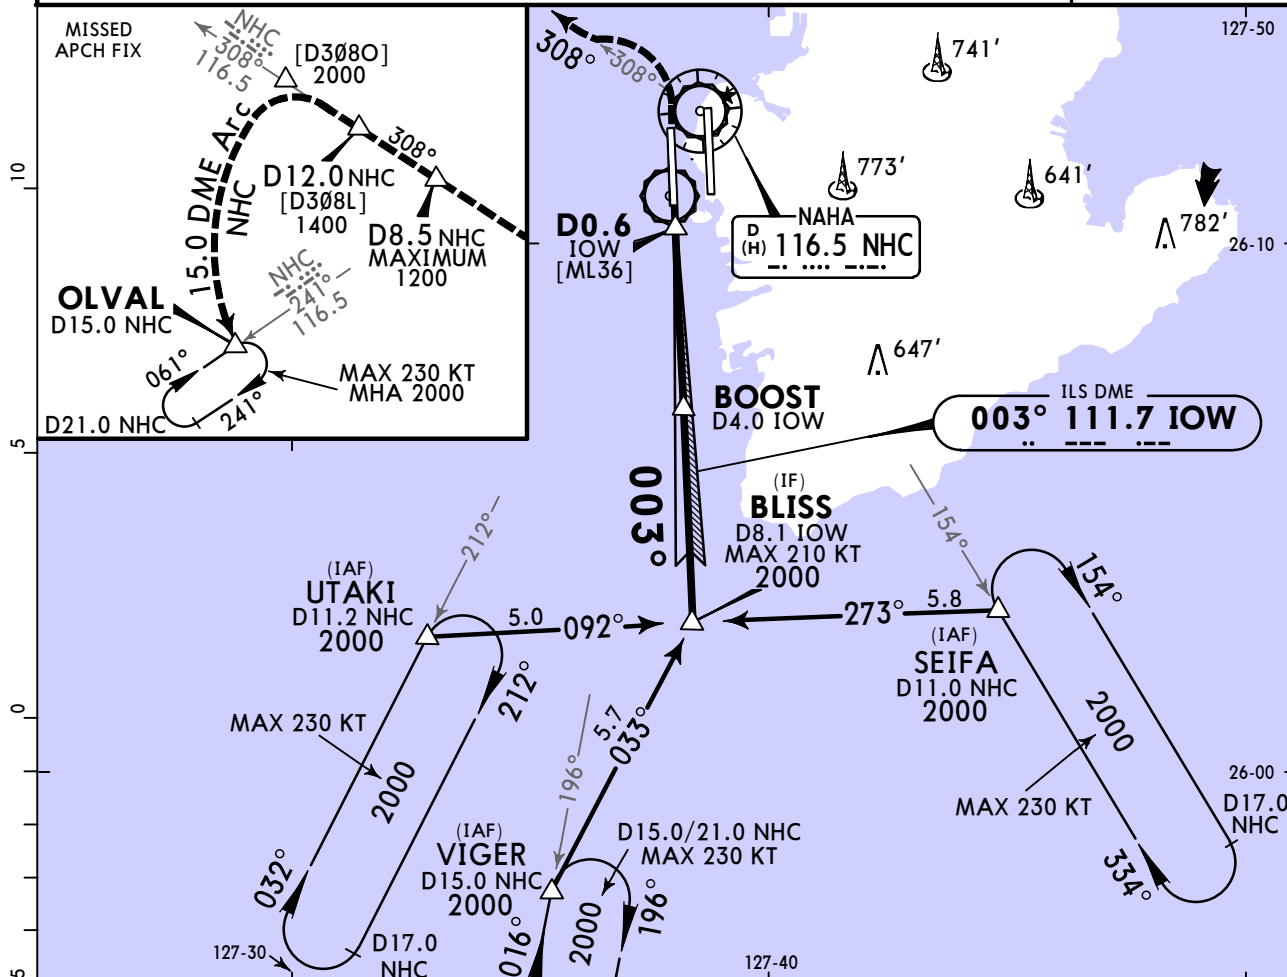 MISSED
APCH FIX
NHC
308°
116.5
[D308O]
2000
15.0 DME Arc
NHC
308°
D12.0 NHC
[D308L]
1400
D8.5 NHC
MAXIMUM
1200
NHC
241°
116.5
OLVAL
D15.0 NHC
061°
241°
MAX 230 KT
MHA 2000
D21.0 NHC
308°
308°
127-50
741'
773'
641'
782'
647'
D0.6
IOW
[ML36]
NAHA
D
(H) 116.5 NHC
26-10
BOOST
D4.0 IOW
ILS DME
003° 111.7 IOW
003°
(IF)
BLISS
D8.1 IOW
MAX 210 KT
2000
212°
154°
(IAF)
UTAKI
D11.2 NHC
2000
5.0
092°
273°
5.8
(IAF)
SEIFA
D11.0 NHC
2000
154°
2000
334°
MAX 230 KT
D17.0
NHC
26-00
MAX 230 KT
212°
2000
032°
D17.0
NHC
127-30
5.7
033°
196°
(IAF)
VIGER
D15.0 NHC
2000
D15.0/21.0 NHC
MAX 230 KT
016°
2000
196°
127-40
10
5
0
5